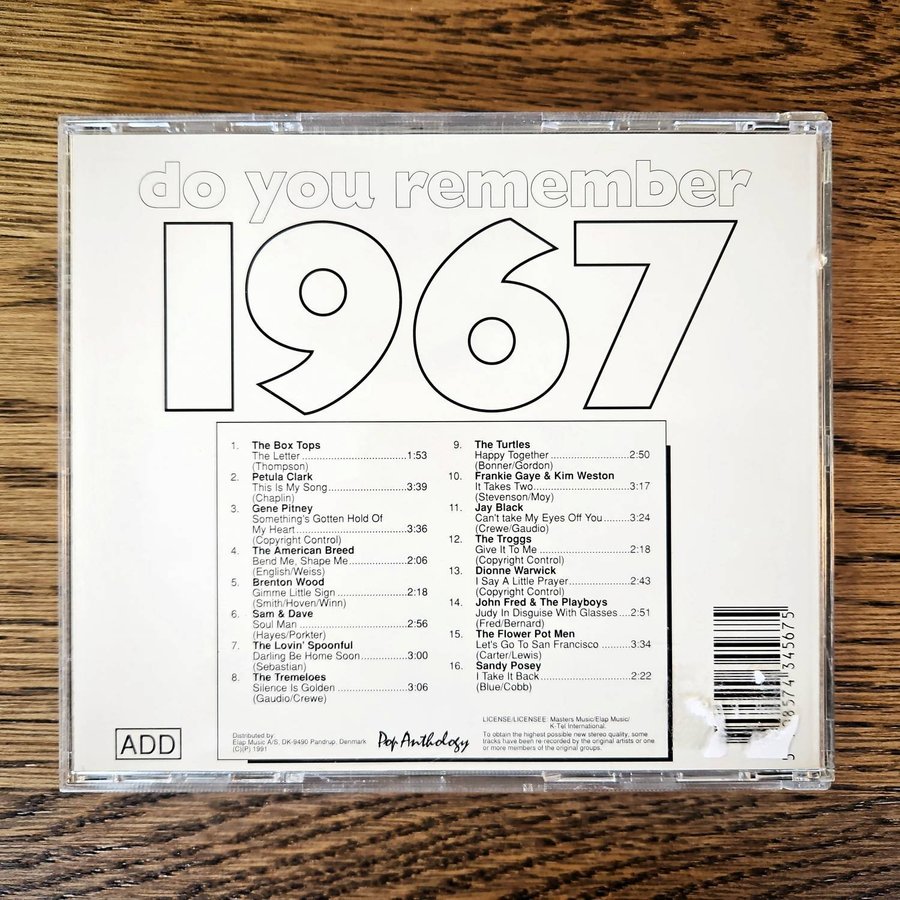 do you remember
1967
1. The Box Tops
The Letter....................................1:53
(Thompson)
2. Petula Clark
This Is My Song..........................3:39
(Chaplin)
3. Gene Pitney
Something's Gotten Hold Of
My Heart.....................................3:36
(Copyright Control)
4. The American Breed
Bend Me, Shape Me...................2:06
(English/Weiss)
5. Brenton Wood
Gimme Little Sign.......................2:18
(Smith/Hoven/Winn)
6. Sam & Dave
Soul Man....................................2:56
(Hayes/Porkter)
7. The Lovin' Spoonful
Darling Be Home Soon...............3:00
(Sebastian)
8. The Tremeloes
Silence Is Golden.......................3:06
(Gaudio/Crewe)
9. The Turtles
Happy Together..........................2:50
(Bonner/Gordon)
10. Frankie Gaye & Kim Weston
It Takes Two................................3:17
(Stevenson/Moy)
11. Jay Black
Can't take My Eyes Off You.........3:24
(Crewe/Gaudio)
12. The Troggs
Give It To Me...............................2:18
(Copyright Control)
13. Dionne Warwick
I Say A Little Prayer.....................2:43
(Copyright Control)
14. John Fred & The Playboys
Judy In Disguise With Glasses....2:51
(Fred/Bernard)
15. The Flower Pot Men
Let's Go To San Francisco..........3:34
(Carter/Lewis)
16. Sandy Posey
I Take It Back..............................2:22
(Blue/Cobb)
Distributed by:
Elap Music A/S, DK-9490 Pandrup, Denmark
(C)(P) 1991
Pop Anthology
LICENSE/LICENSEE: Masters Music/Elap Music/
K-Tel International.
To obtain the highest possible new stereo quality, some
tracks have been re recorded by the original artists or one
or more members of the original groups.
ADD